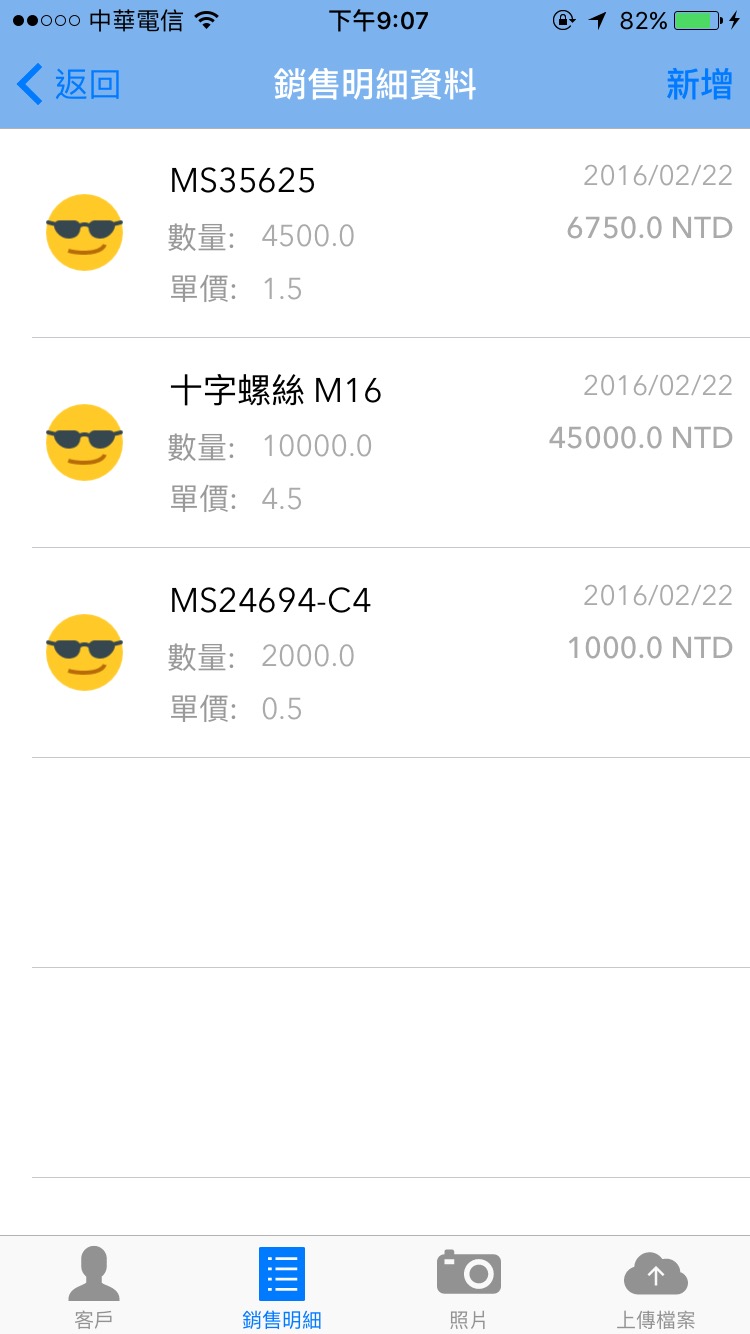 中華電信 下午9:07 82%
返回 銷售明細資料 新增
MS35625 2016/02/22
數量: 4500.0 6750.0 NTD
單價: 1.5
十字螺絲 M16 2016/02/22
數量: 10000.0 45000.0 NTD
單價: 4.5
MS24694-C4 2016/02/22
數量: 2000.0 1000.0 NTD
單價: 0.5
客戶 銷售明細 照片 上傳檔案